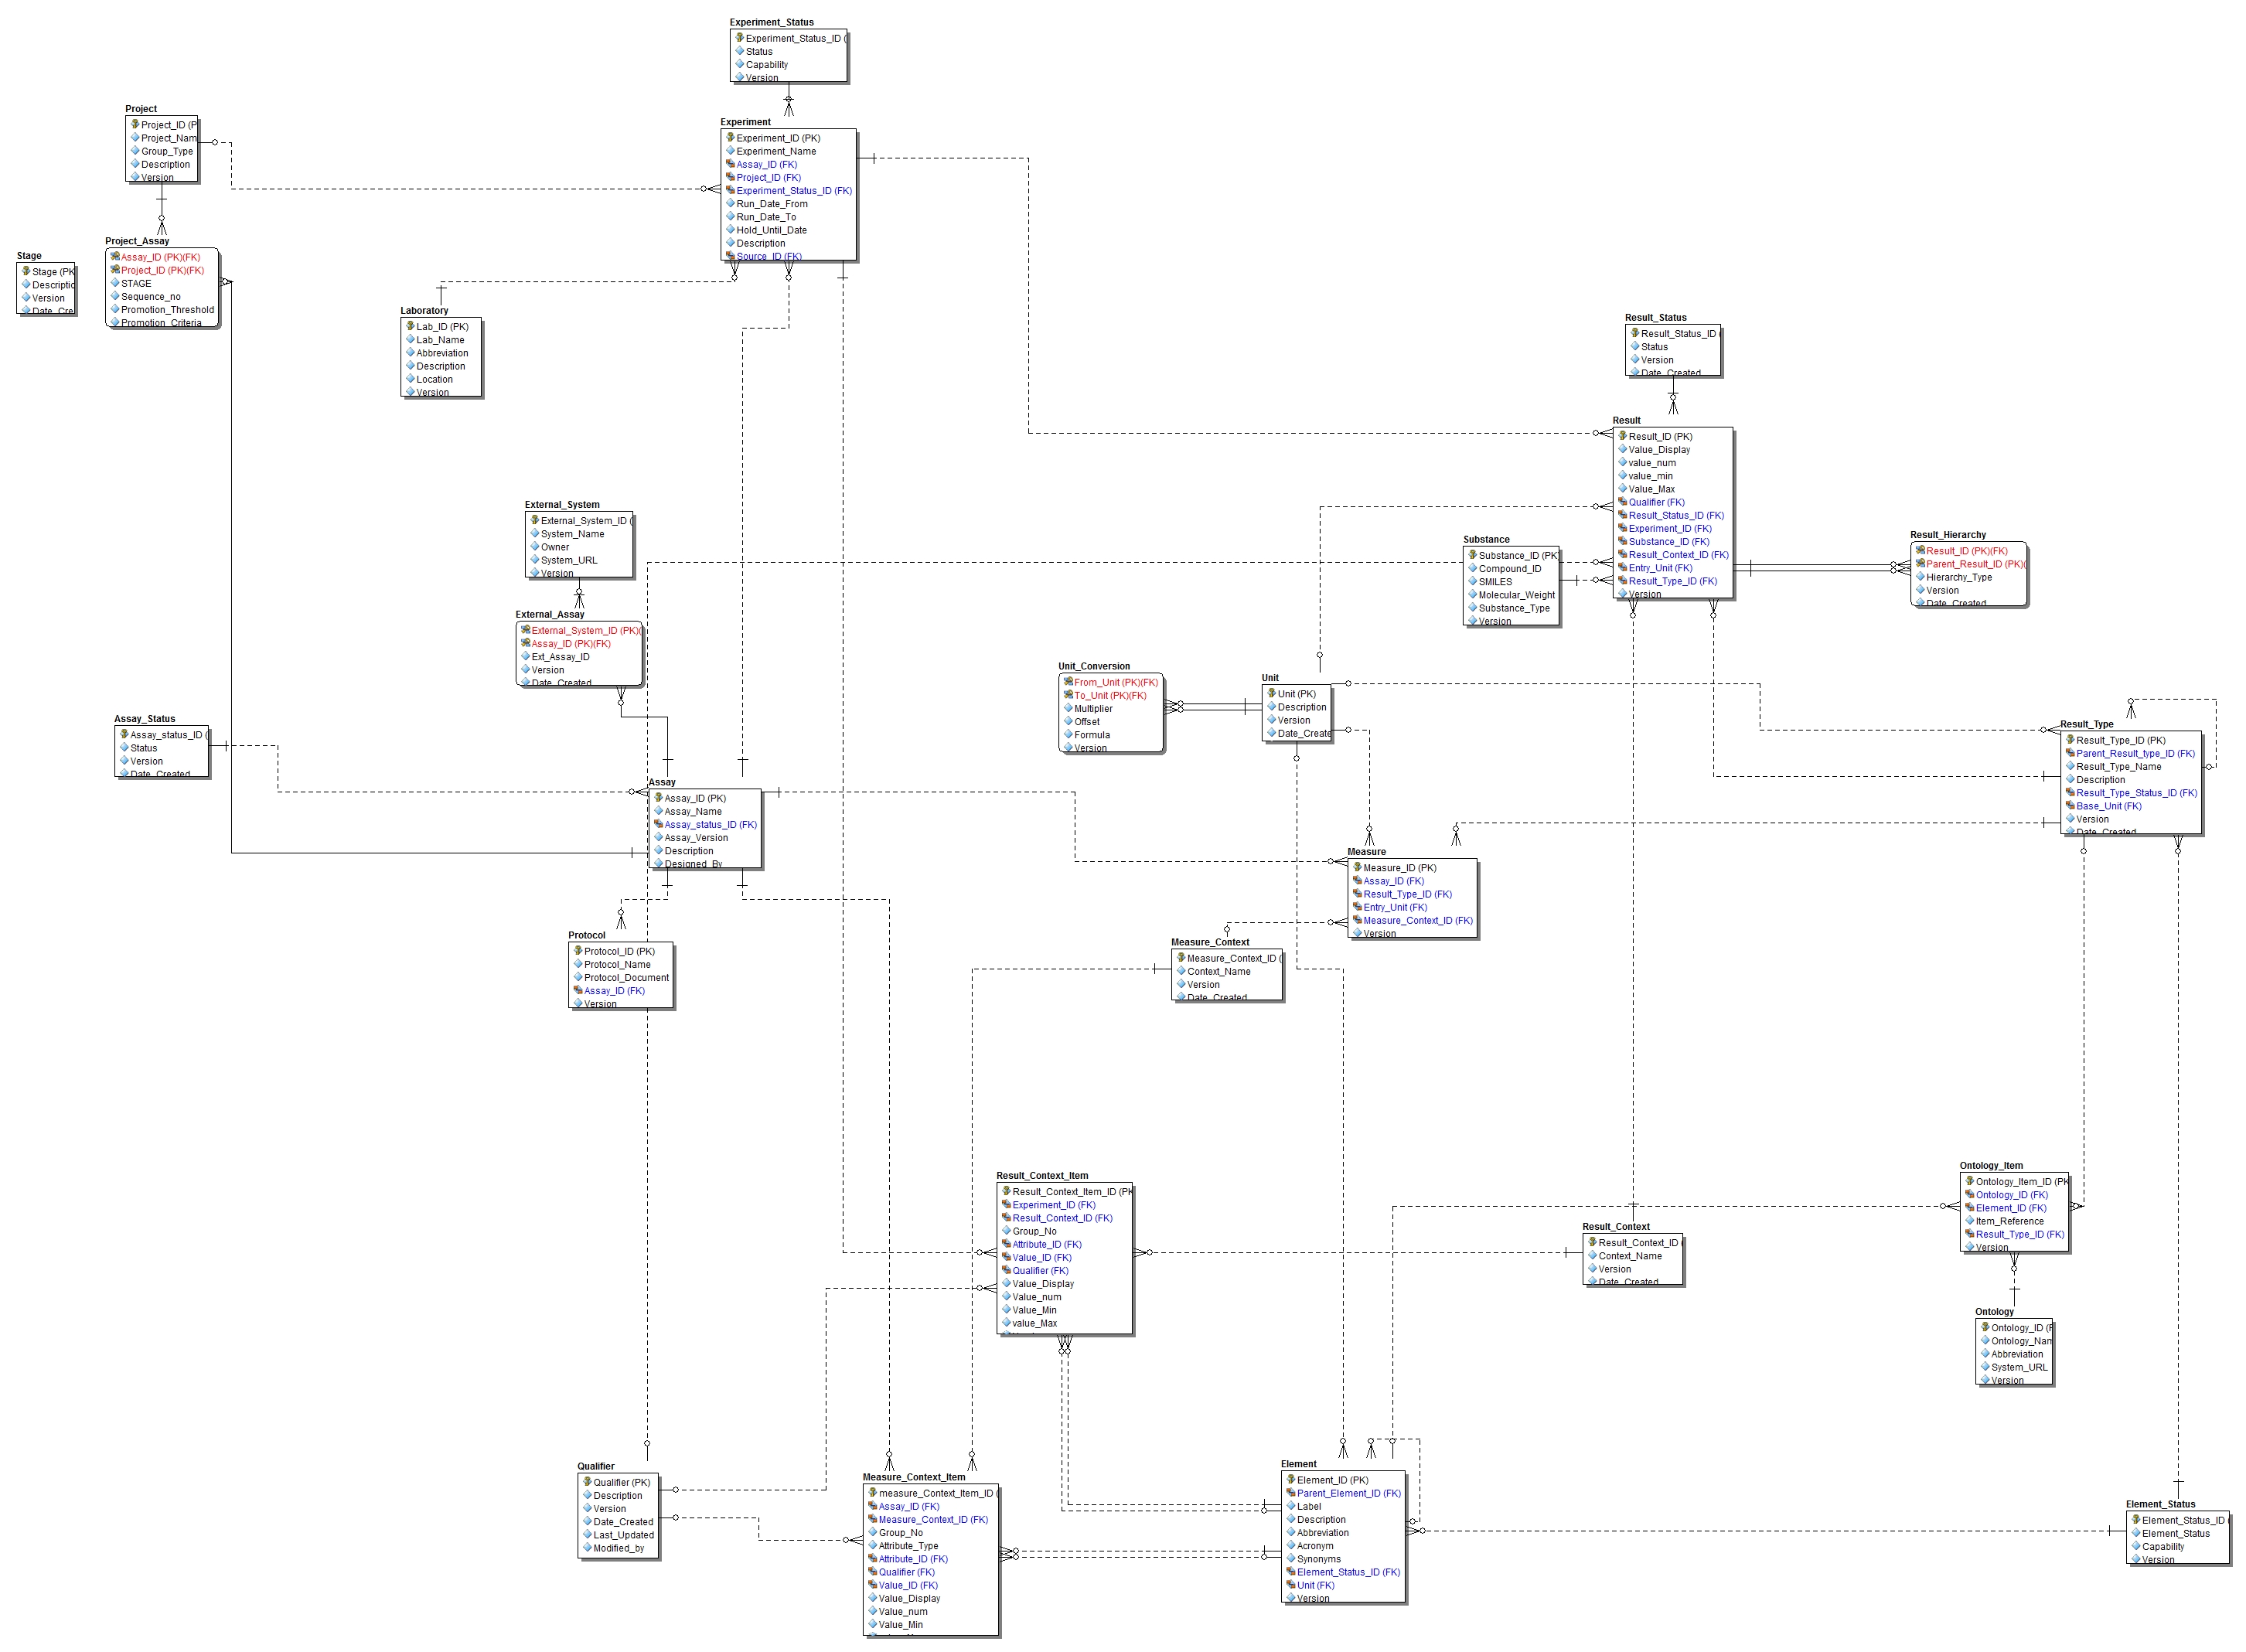 Experiment_Status
Experiment_Status_ID (
Status
Capability
Version
Project
Project_ID (P
Project_Nam
Group_Type
Description
Version
Experiment
Experiment_ID (PK)
Experiment_Name
Assay_ID (FK)
Project_ID (FK)
Experiment_Status_ID (FK)
Run_Date_From
Run_Date_To
Hold_Until_Date
Description
Source_ID (FK)
Stage
Stage (PK
Descriptic
Version
Date_Cre
Project_Assay
Assay_ID (PK)(FK)
Project_ID (PK)(FK)
STAGE
Sequence_no
Promotion_Threshold
Promotion_Criteria
Laboratory
Lab_ID (PK)
Lab_Name
Abbreviation
Description
Location
Version
Result_Status
Result_Status_ID (
Status
Version
Date_Created
Result
Result_ID (PK)
Value_Display
value_num
value_min
Value_Max
Qualifier (FK)
Result_Status_ID (FK)
Experiment_ID (FK)
Substance_ID (FK)
Result_Context_ID (FK)
Entry_Unit (FK)
Result_Type_ID (FK)
Version
External_System
External_System_ID (
System_Name
Owner
System_URL
Version
Substance
Substance_ID (PK)
Compound_ID
SMILES
Molecular_Weight
Substance_Type
Version
Result_Hierarchy
Result_ID (PK)(FK)
Parent_Result_ID (PK)(
Hierarchy_Type
Version
Date_Created
External_Assay
External_System_ID (PK)(
Assay_ID (PK)(FK)
Ext_Assay_ID
Version
Date_Created
Unit_Conversion
From_Unit (PK)(FK)
To_Unit (PK)(FK)
Multiplier
Offset
Formula
Version
Unit
Unit (PK)
Description
Version
Date_Create
Assay_Status
Assay_status_ID (
Status
Version
Date_Created
Result_Type
Result_Type_ID (PK)
Parent_Result_type_ID (FK)
Result_Type_Name
Description
Result_Type_Status_ID (FK)
Base_Unit (FK)
Version
Date_Created
Assay
Assay_ID (PK)
Assay_Name
Assay_status_ID (FK)
Assay_Version
Description
Designed_By
Measure
Measure_ID (PK)
Assay_ID (FK)
Result_Type_ID (FK)
Entry_Unit (FK)
Measure_Context_ID (FK)
Version
Protocol
Protocol_ID (PK)
Protocol_Name
Protocol_Document
Assay_ID (FK)
Version
Measure_Context
Measure_Context_ID (
Context_Name
Version
Date_Created
Result_Context_Item
Result_Context_Item_ID (PK
Experiment_ID (FK)
Result_Context_ID (FK)
Group_No
Attribute_ID (FK)
Value_ID (FK)
Qualifier (FK)
Value_Display
Value_num
Value_Min
value_Max
Ontology_Item
Ontology_Item_ID (PK
Ontology_ID (FK)
Element_ID (FK)
Item_Reference
Result_Type_ID (FK)
Version
Result_Context
Result_Context_ID (
Context_Name
Version
Date_Created
Ontology
Ontology_ID (F
Ontology_Nam
Abbreviation
System_URL
Version
Qualifier
Qualifier (PK)
Description
Version
Date_Created
Last_Updated
Modified_by
Measure_Context_Item
measure_Context_Item_ID (
Assay_ID (FK)
Measure_Context_ID (FK)
Group_No
Attribute_Type
Attribute_ID (FK)
Qualifier (FK)
Value_ID (FK)
Value_Display
Value_num
Value_Min
Element
Element_ID (PK)
Parent_Element_ID (FK)
Label
Description
Abbreviation
Acronym
Synonyms
Element_Status_ID (FK)
Unit (FK)
Version
Element_Status
Element_Status_ID (
Element_Status
Capability
Version